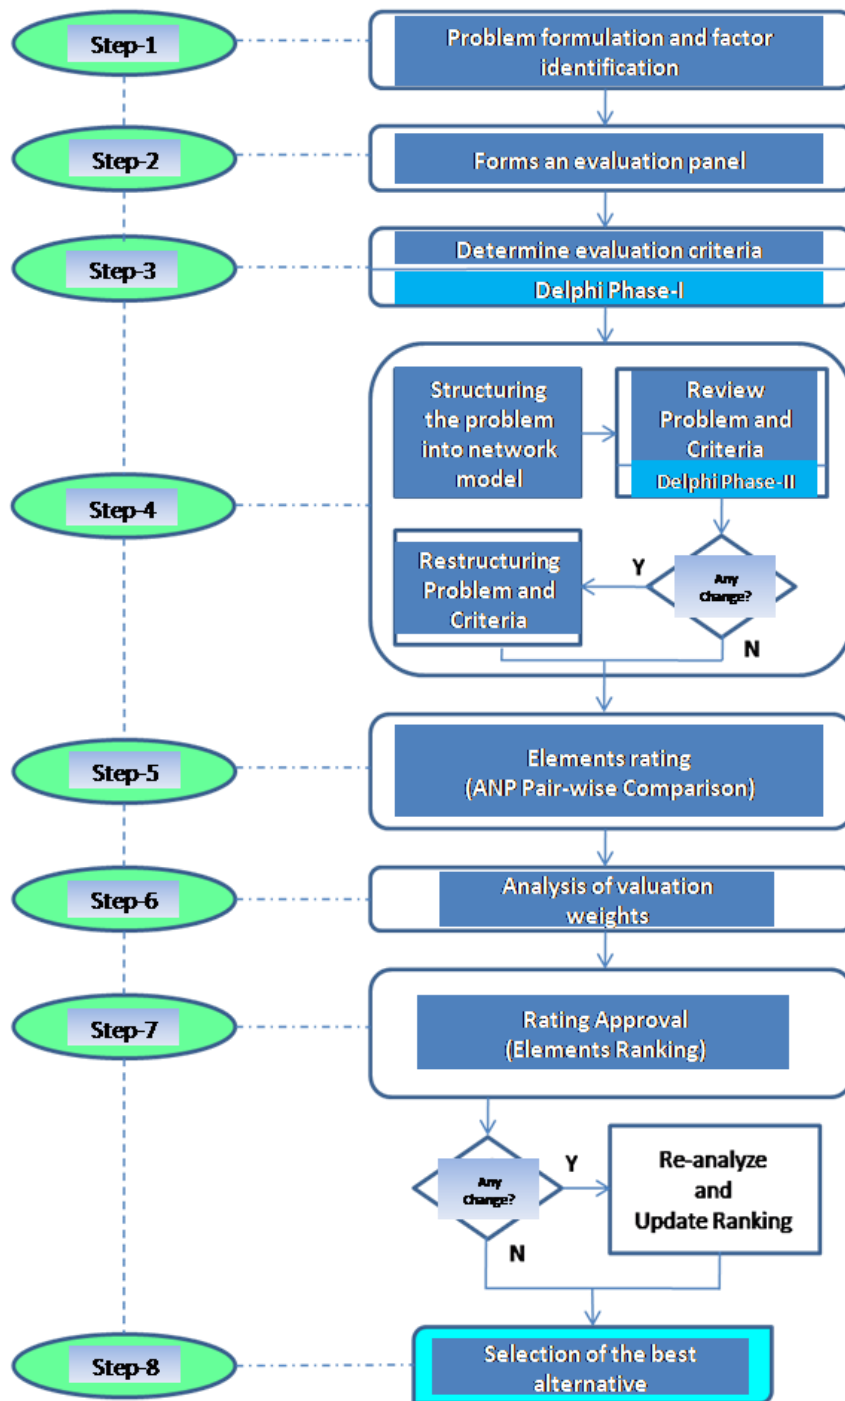 Step-1
Problem formulation and factor
identification
Step-2
Forms an evaluation panel
Step-3
Determine evaluation criteria
Delphi Phase-I
Step-4
Structuring
the problem
into network
model
Review
Problem and
Criteria
Delphi Phase-II
Any
Change?
Y
N
Restructuring
Problem and
Criteria
Step-5
Elements rating
(ANP Pair-wise Comparison)
Step-6
Analysis of valuation
weights
Step-7
Rating Approval
(Elements Ranking)
Any
Change?
Y
N
Re-analyze
and
Update Ranking
Step-8
Selection of the best
alternative